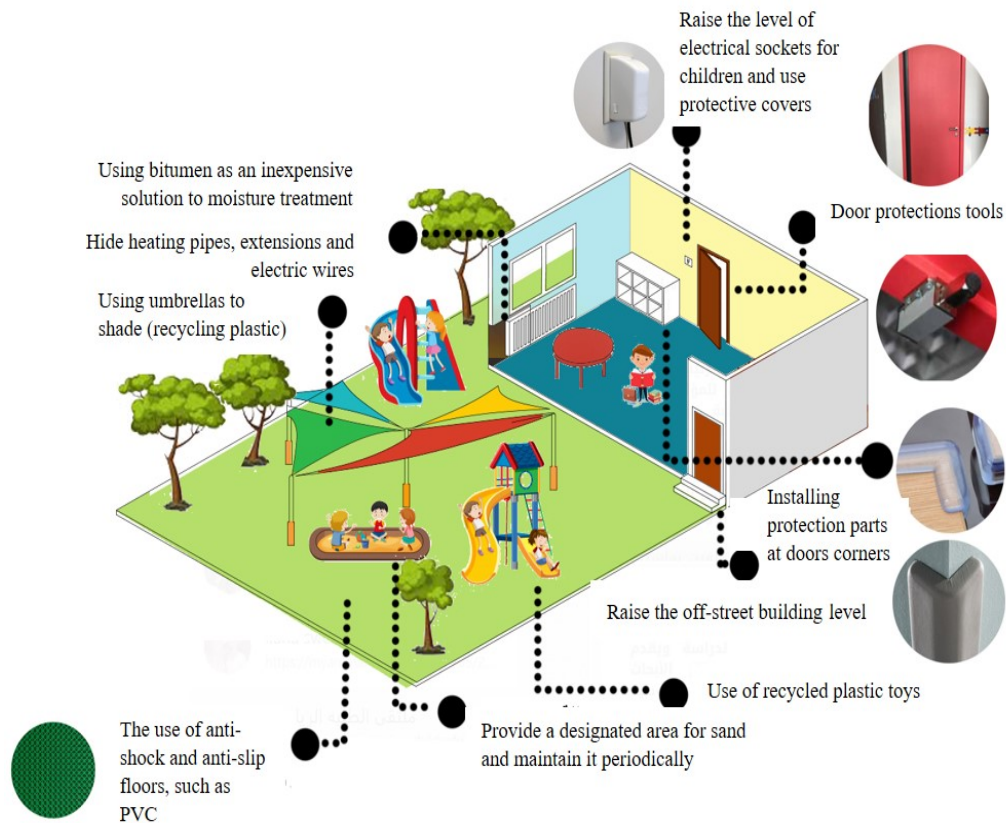 Raise the level of
electrical sockets for
children and use
protective covers
Using bitumen as an inexpensive
solution to moisture treatment
Door protections tools
Hide heating pipes, extensions and
electric wires
Using umbrellas to
shade (recycling plastic)
Installing
protection parts
at doors corners
Raise the off-street building level
Use of recycled plastic toys
Provide a designated area for sand
and maintain it periodically
The use of anti-
shock and anti-slip
floors, such as
PVC